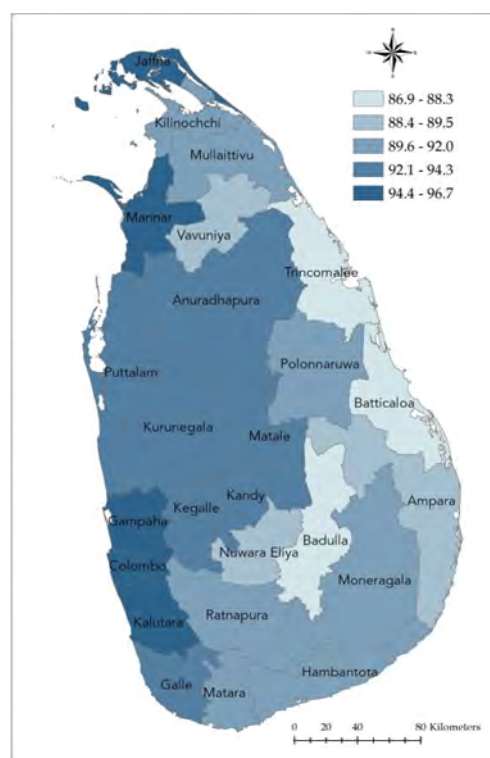 Jaffna
N
86.9 - 88.3
88.4 - 89.5
89.6 - 92.0
92.1 - 94.3
94.4 - 96.7
Kilinochchi
Mullaittivu
Mannar
Vavuniya
Trincomalee
Anuradhapura
Polonnaruwa
Puttalam
Batticaloa
Kurunegala
Matale
Kandy
Ampara
Kegalle
Gampaha
Badulla
Nuwara Eliya
Colombo
Moneragala
Ratnapura
Kalutara
Hambantota
Galle
Matara
0 20 40 80 Kilometers